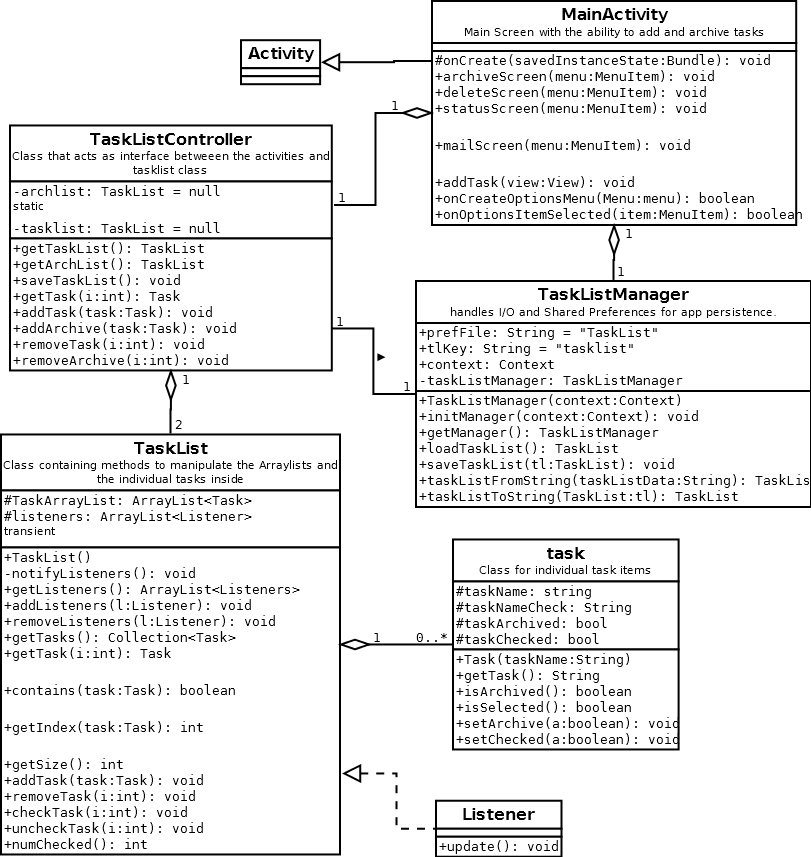 MainActivity
Main Screen with the ability to add and archive tasks
#onCreate(savedInstanceState:Bundle): void
+archiveScreen(menu:MenuItem): void
+deleteScreen(menu:MenuItem): void
+statusScreen(menu:MenuItem): void
+mailScreen(menu:MenuItem): void
+addTask(view:View): void
+onCreateOptionsMenu(Menu:menu): boolean
+onOptionsItemSelected(item:MenuItem): boolean
Activity
1
1
TaskListController
Class that acts as interface betweeen the activities and
tasklist class
-archlist: TaskList = null
static
-tasklist: TaskList = null
+getTaskList(): TaskList
+getArchList(): TaskList
+saveTaskList(): void
+getTask(i:int): Task
+addTask(task:Task): void
+addArchive(task:Task): void
+removeTask(i:int): void
+removeArchive(i:int): void
1
1
TaskListManager
handles I/O and Shared Preferences for app persistence.
+prefFile: String = "TaskList"
+tlKey: String = "tasklist"
+context: Context
-taskListManager: TaskListManager
+TaskListManager(context:Context)
+initManager(context:Context): void
+getManager(): TaskListManager
+loadTaskList(): TaskList
+saveTaskList(tl:TaskList): void
+taskListFromString(taskListData:String): TaskLis
+taskListToString(TaskList:tl): TaskList
1
1
1
2
TaskList
Class containing methods to manipulate the Arraylists and
the individual tasks inside
#TaskArrayList: ArrayList<Task>
#listeners: ArrayList<Listener>
transient
+TaskList()
-notifyListeners(): void
+getListeners(): ArrayList<Listeners>
+addListeners(l:Listener): void
+removeListeners(l:Listener): void
+getTasks(): Collection<Task>
+getTask(i:int): Task
+contains(task:Task): boolean
+getIndex(task:Task): int
+getSize(): int
+addTask(task:Task): void
+removeTask(i:int): void
+checkTask(i:int): void
+uncheckTask(i:int): void
+numChecked(): int
1
0..*
task
Class for individual task items
#taskName: string
#taskNameCheck: String
#taskArchived: bool
#taskChecked: bool
+Task(taskName:String)
+getTask(): String
+isArchived(): boolean
+isSelected(): boolean
+setArchive(a:boolean): void
+setChecked(a:boolean): void
Listener
+update(): void